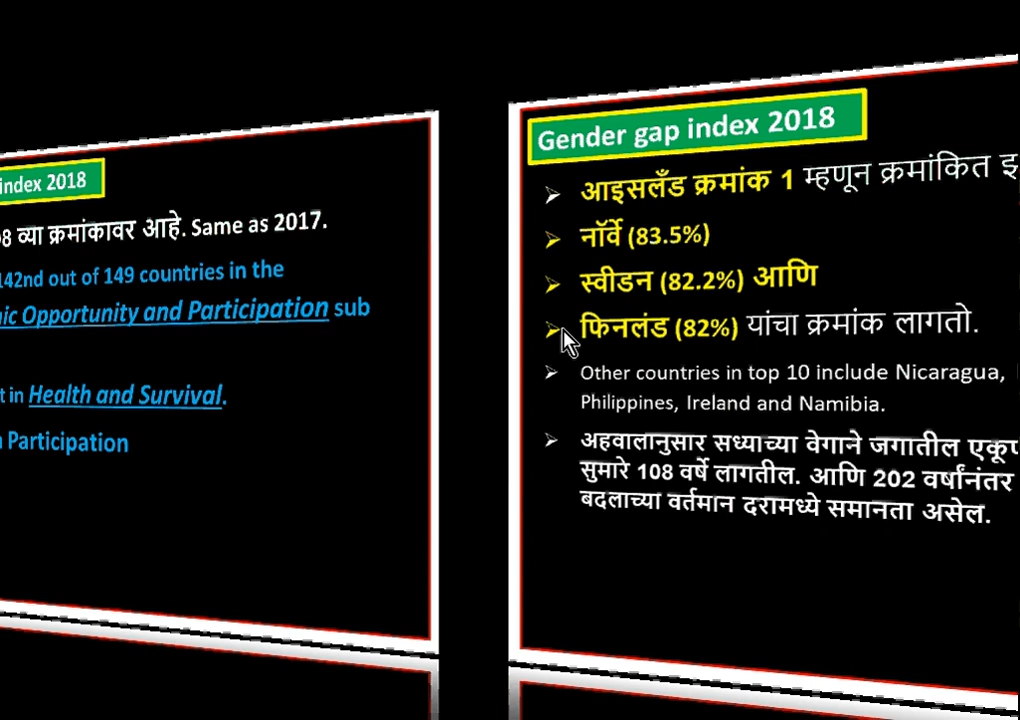 index 2018
व्या क्रमांकावर आहे. Same as 2017.
142nd out of 149 countries in the
Opportunity and Participation sub
in Health and Survival.
Participation
Gender gap index 2018
आइसलँड क्रमांक 1 म्हणून क्रमांकित
नॉर्वे (83.5%)
स्वीडन (82.2%) आणि
फिनलंड (82%) यांचा क्रमांक लागतो.
Other countries in top 10 include Nicaragua,
Philippines, Ireland and Namibia.
अहवालानुसार सध्याच्या वेगाने जगातील
सुमारे 108 वर्षे लागतील. आणि 202 वर्षांनंतर
बदलाच्या वर्तमान दरामध्ये समानता असेल.